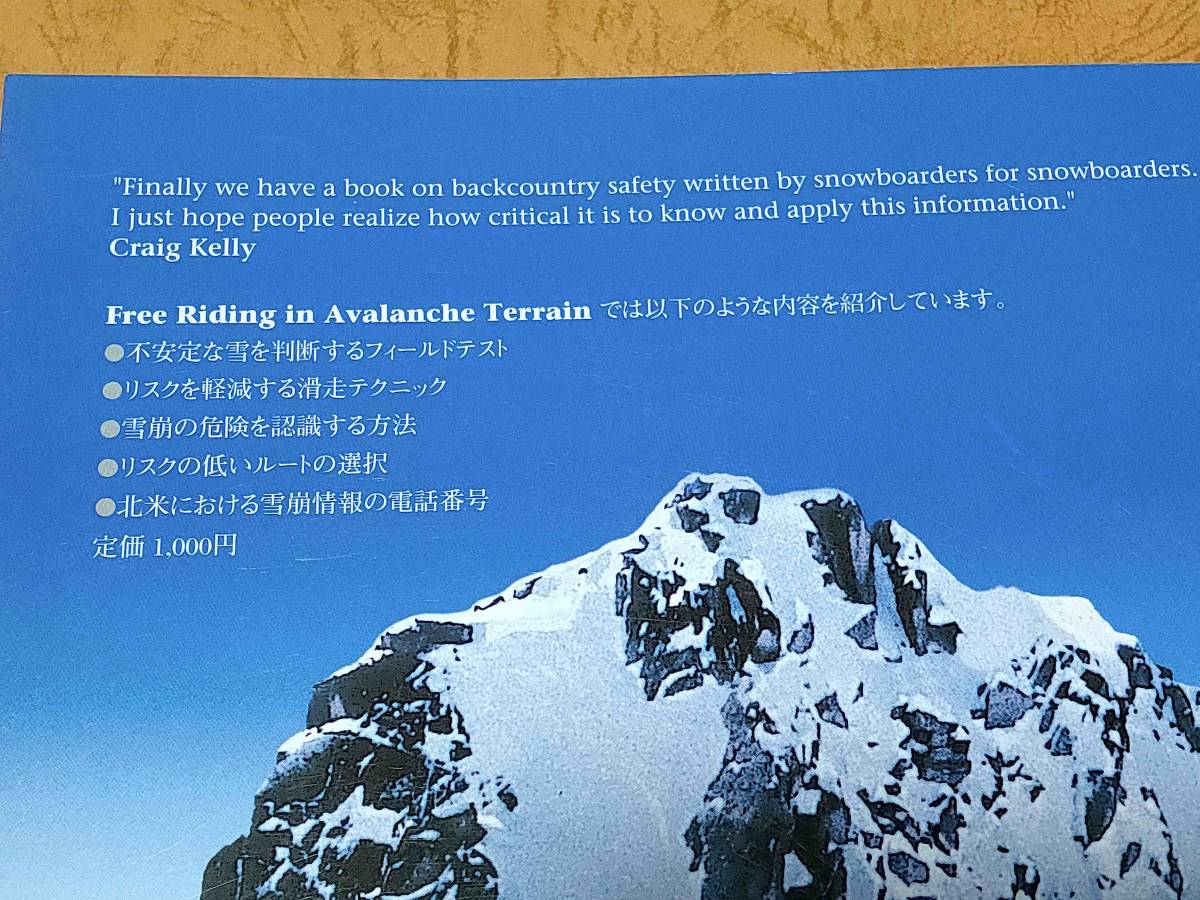 "Finally we have a book on backcountry safety written by snowboarders for snowboarders.
I just hope people realize how critical it is to know and apply this information."
Craig Kelly
Free Riding in Avalanche Terrain では以下のような内容を紹介しています。
●不安定な雪を判断するフィールドテスト
●リスクを軽減する滑走テクニック
●雪崩の危険を認識する方法
●リスクの低いルートの選択
●北米における雪崩情報の電話番号
定価 1,000円